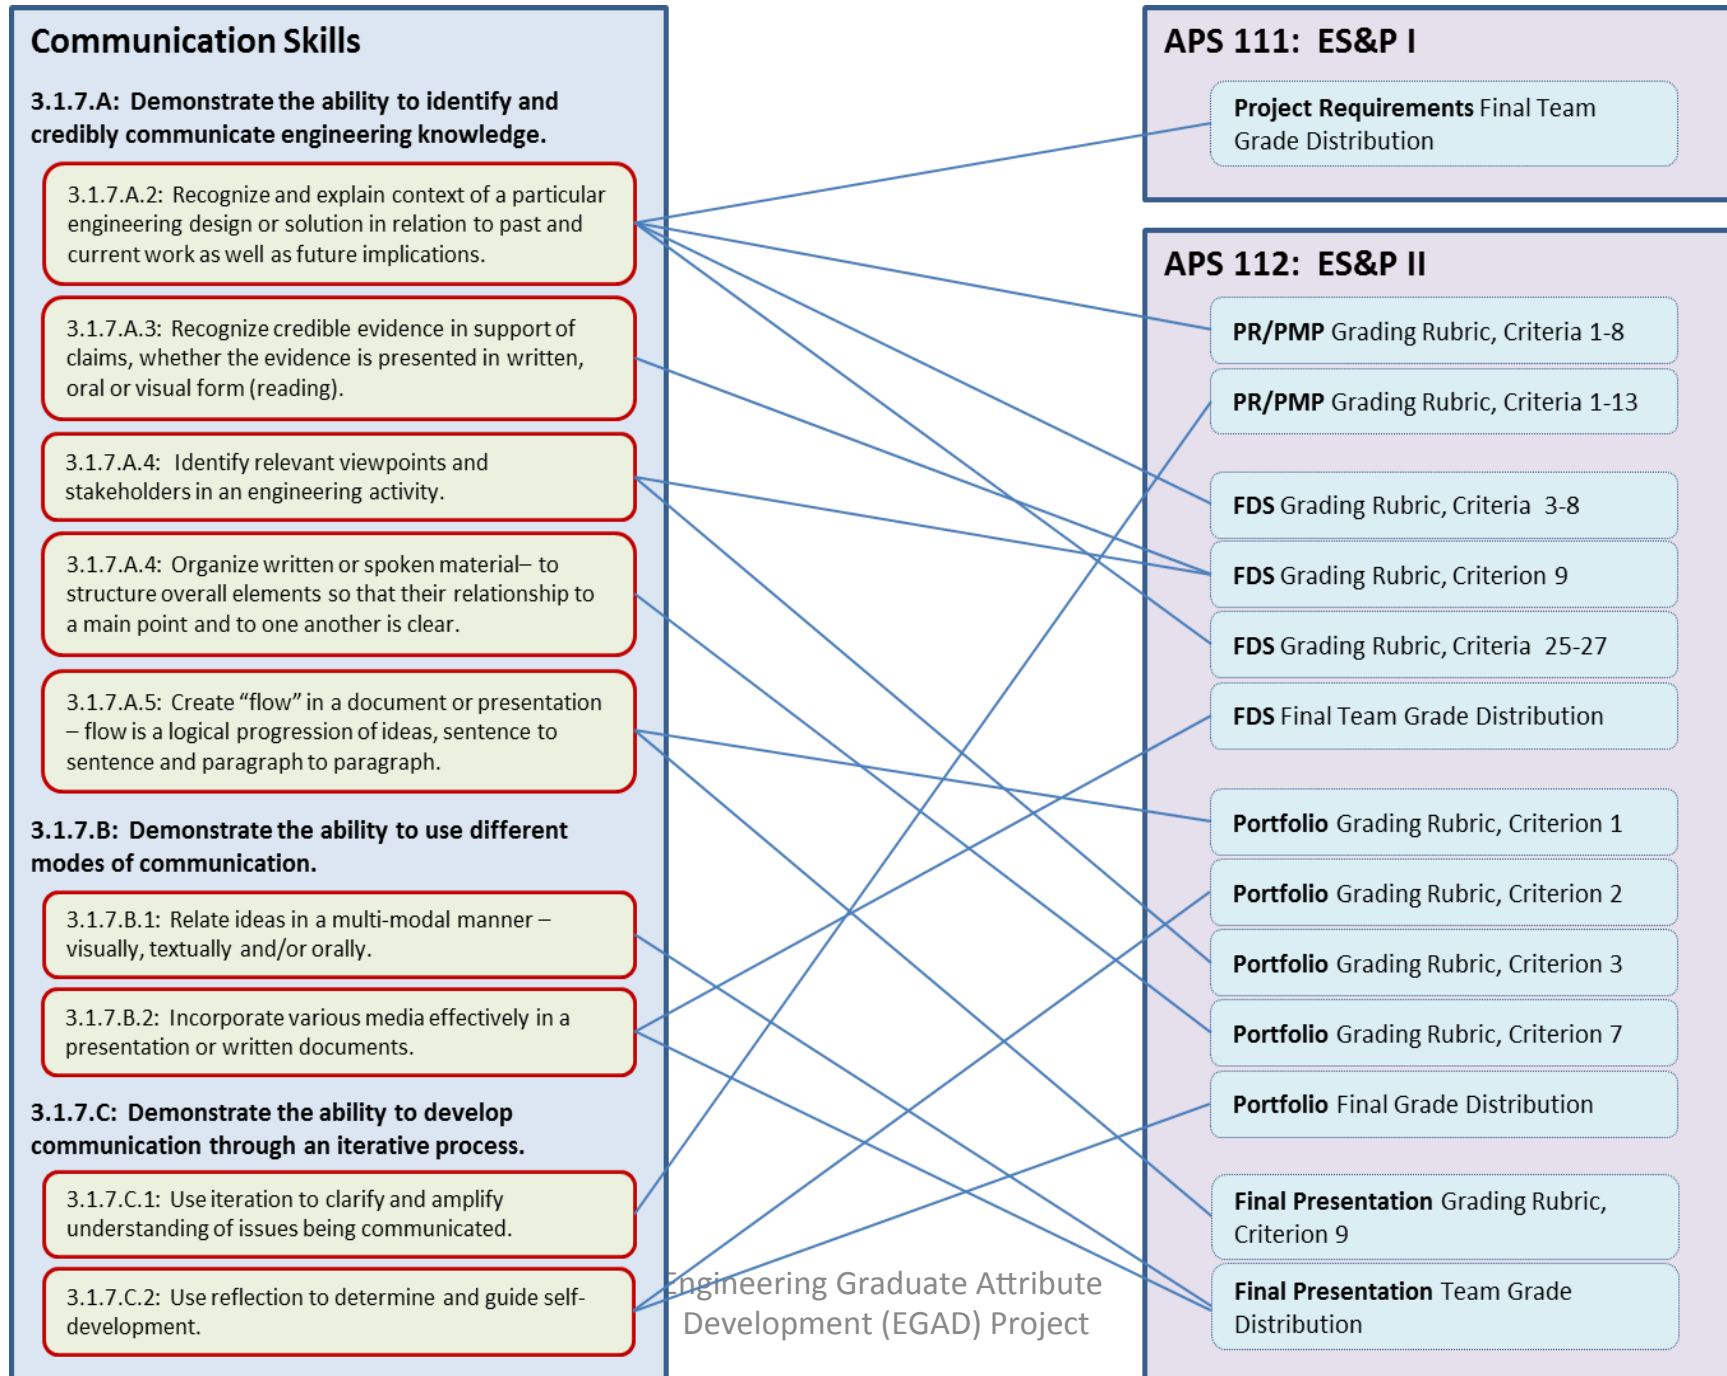 Communication Skills
3.1.7.A: Demonstrate the ability to identify and
credibly communicate engineering knowledge.
3.1.7.A.2: Recognize and explain context of a particular
engineering design or solution in relation to past and
current work as well as future implications.
3.1.7.A.3: Recognize credible evidence in support of
claims, whether the evidence is presented in written,
oral or visual form (reading).
3.1.7.A.4: Identify relevant viewpoints and
stakeholders in an engineering activity.
3.1.7.A.4: Organize written or spoken material– to
structure overall elements so that their relationship to
a main point and to one another is clear.
3.1.7.A.5: Create “flow” in a document or presentation
– flow is a logical progression of ideas, sentence to
sentence and paragraph to paragraph.
3.1.7.B: Demonstrate the ability to use different
modes of communication.
3.1.7.B.1: Relate ideas in a multi-modal manner –
visually, textually and/or orally.
3.1.7.B.2: Incorporate various media effectively in a
presentation or written documents.
3.1.7.C: Demonstrate the ability to develop
communication through an iterative process.
3.1.7.C.1: Use iteration to clarify and amplify
understanding of issues being communicated.
3.1.7.C.2: Use reflection to determine and guide self-
development.
Engineering Graduate Attribute
Development (EGAD) Project
APS 111: ES&P I
Project Requirements Final Team
Grade Distribution
APS 112: ES&P II
PR/PMP Grading Rubric, Criteria 1-8
PR/PMP Grading Rubric, Criteria 1-13
FDS Grading Rubric, Criteria 3-8
FDS Grading Rubric, Criterion 9
FDS Grading Rubric, Criteria 25-27
FDS Final Team Grade Distribution
Portfolio Grading Rubric, Criterion 1
Portfolio Grading Rubric, Criterion 2
Portfolio Grading Rubric, Criterion 3
Portfolio Grading Rubric, Criterion 7
Portfolio Final Grade Distribution
Final Presentation Grading Rubric,
Criterion 9
Final Presentation Team Grade
Distribution